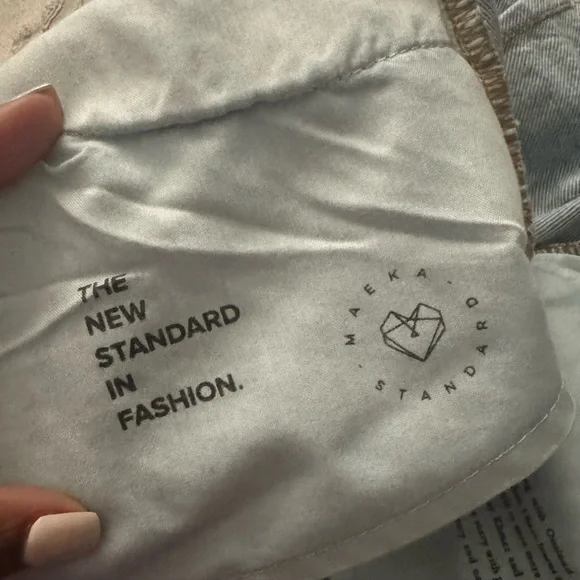 THE
NEW
STANDARD
IN
FASHION.
· MAEKA ·
STANDARD